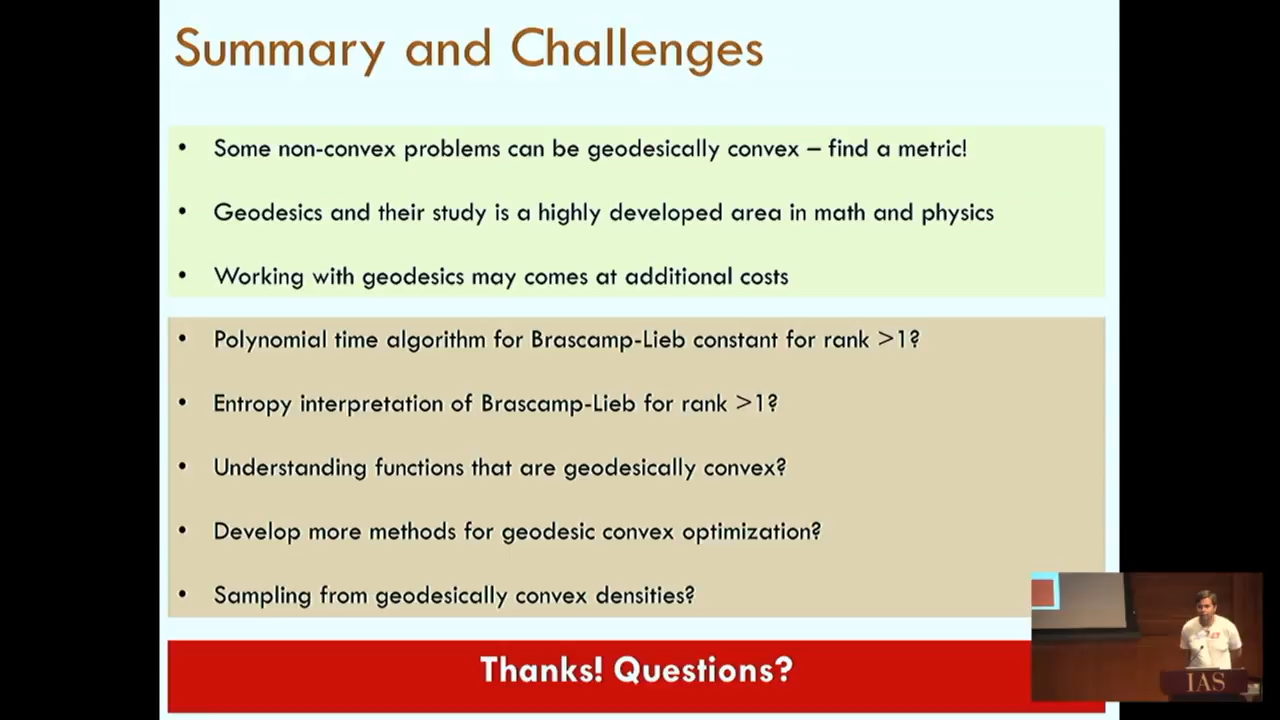 Summary and Challenges
• Some non-convex problems can be geodesically convex – find a metric!
• Geodesics and their study is a highly developed area in math and physics
• Working with geodesics may comes at additional costs
• Polynomial time algorithm for Brascamp-Lieb constant for rank >1?
• Entropy interpretation of Brascamp-Lieb for rank >1?
• Understanding functions that are geodesically convex?
• Develop more methods for geodesic convex optimization?
• Sampling from geodesically convex densities?
Thanks! Questions?
IAS